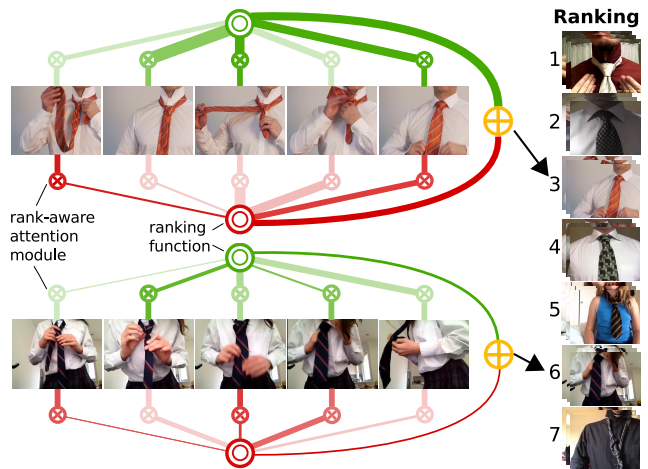 Ranking
1
2
3
4
5
6
7
rank-aware
attention
module
ranking
function